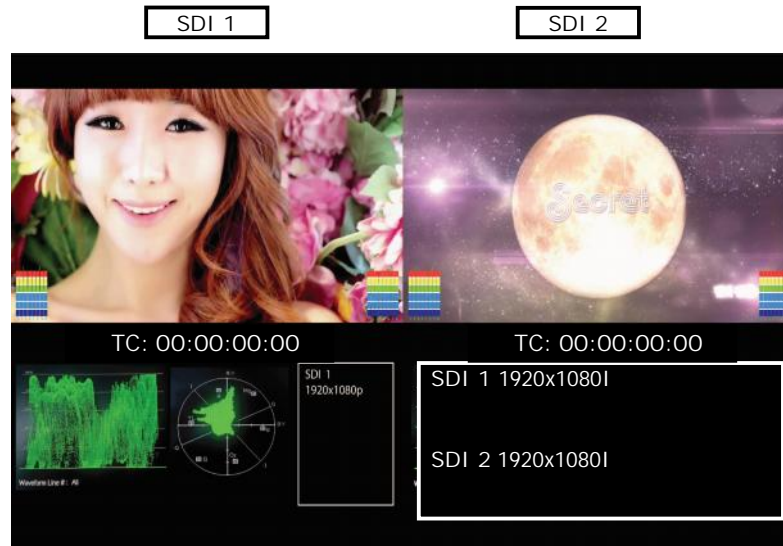 SDI 1
SDI 2
Secret
TC: 00:00:00:00
TC: 00:00:00:00
SDI 1
1920x1080p
SDI 1 1920x1080I
SDI 2 1920x1080I
Waveform Line # : All